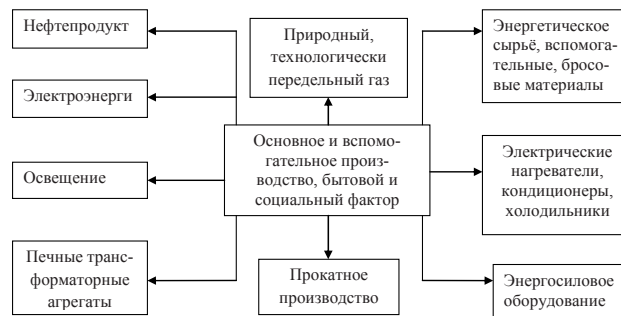 Нефтепродукт
Электроэнерги
Освещение
Печные транс-
форматорные
агрегаты
Природный,
технологически
передельный газ
Основное и вспомо-
гательное произ-
водство, бытовой и
социальный фактор
Прокатное
производство
Энергетическое
сырьё, вспомога-
тельные, бросо-
вые материалы
Электрические
нагреватели,
кондиционеры,
холодильники
Энергосиловое
оборудование